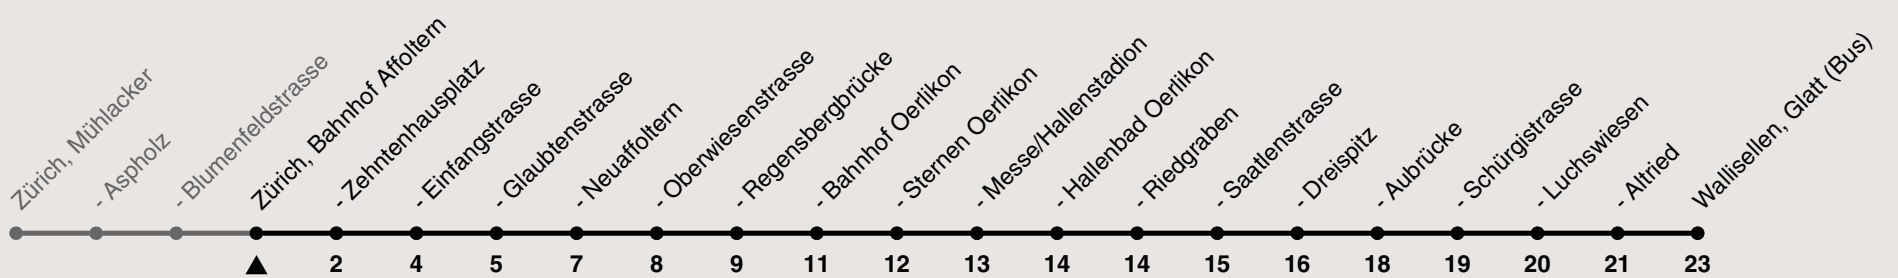 Zürich, Mühlacker
- Aspholz
- Blumenfeldstrasse
Zürich, Bahnhof Affoltern
- Zehntenhausplatz
- Einfangstrasse
- Glaubtenstrasse
- Neuaffoltern
- Oberwiesenstrasse
- Regensbergbrücke
- Bahnhof Oerlikon
- Sternen Oerlikon
- Messe/Hallenstadion
- Hallenbad Oerlikon
- Riedgraben
- Saatlenstrasse
- Dreispitz
- Aubrücke
- Schürgistrasse
- Luchswiesen
- Altried
Wallisellen, Glatt (Bus)
2 4 5 7 8 9 11 12 13 14 14 15 16 18 19 20 21 23